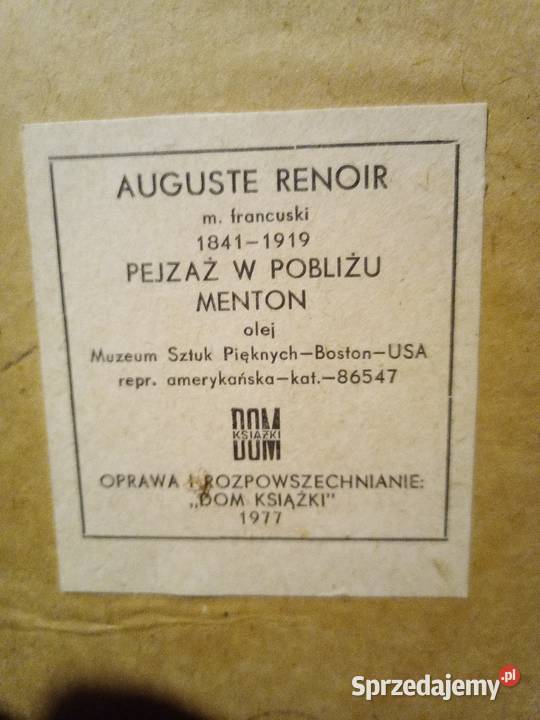 AUGUSTE RENOIR
m. francuski
1841–1919
PEJZAŻ W POBLIŻU
MENTON
olej
Muzeum Sztuk Pięknych–Boston–USA
repr. amerykańska–kat.–86547
DOM
KSIĄŻKI
DOM
OPRAWA I ROZPOWSZECHNIANIE:
„DOM KSIĄŻKI"
1977
Sprzedajemy.pl